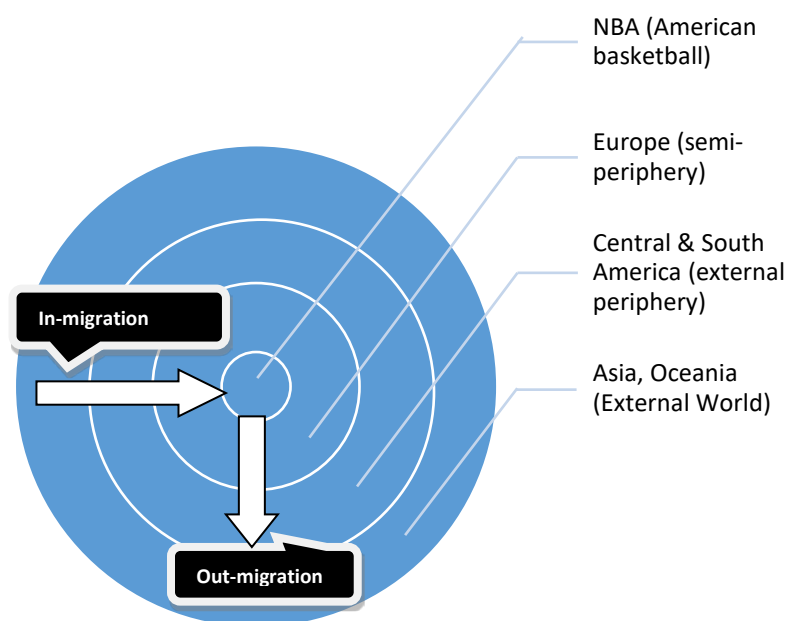 NBA (American
basketball)
Europe (semi-
periphery)
Central & South
America (external
periphery)
In-migration
Asia, Oceania
(External World)
Out-migration